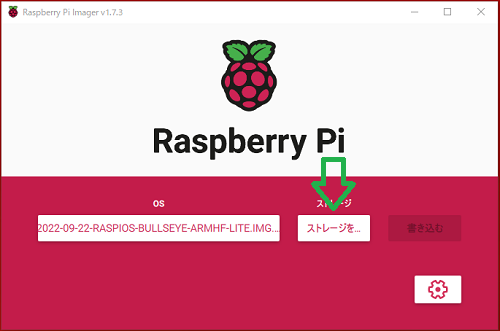 Raspberry Pi Imager v1.7.3
Raspberry Pi
OS
ストレージ
2022-09-22-RASPIOS-BULLSEYE-ARMHF-LITE.IMG...
ストレージを...
書き込む